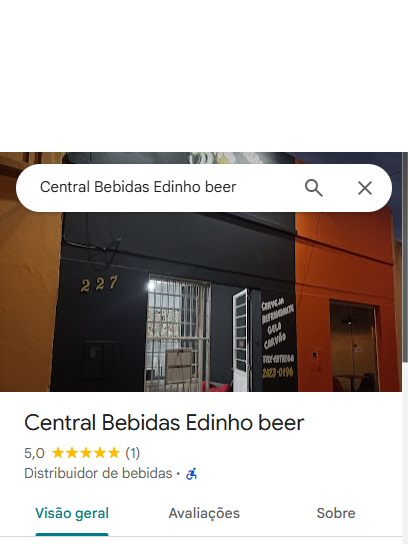 Central Bebidas Edinho beer
227
CERVEJA
REFRIGERANTE
GELO
CARVÃO
FAZ-ENTREGA
2023-0196
Central Bebidas Edinho beer
5,0 ★★★★★ (1)
Distribuidor de bebidas ·
Visão geral Avaliações Sobre